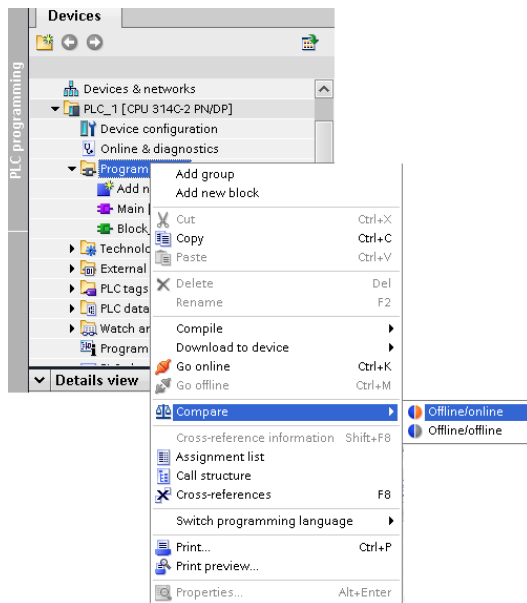 Devices
PLC programming
Devices & networks
PLC_1 [CPU 314C-2 PN/DP]
Device configuration
Online & diagnostics
Program
Add n
Main [
Block_
Technolo
External
PLC tags
PLC data
Watch ar
Program
Details view
Add group
Add new block
Cut Ctrl+X
Copy Ctrl+C
Paste Ctrl+V
Delete Del
Rename F2
Compile
Download to device
Go online Ctrl+K
Go offline Ctrl+M
Compare
Cross-reference information Shift+F8
Assignment list
Call structure
Cross-references F8
Switch programming language
Print... Ctrl+P
Print preview...
Properties... Alt+Enter
Offline/online
Offline/offline